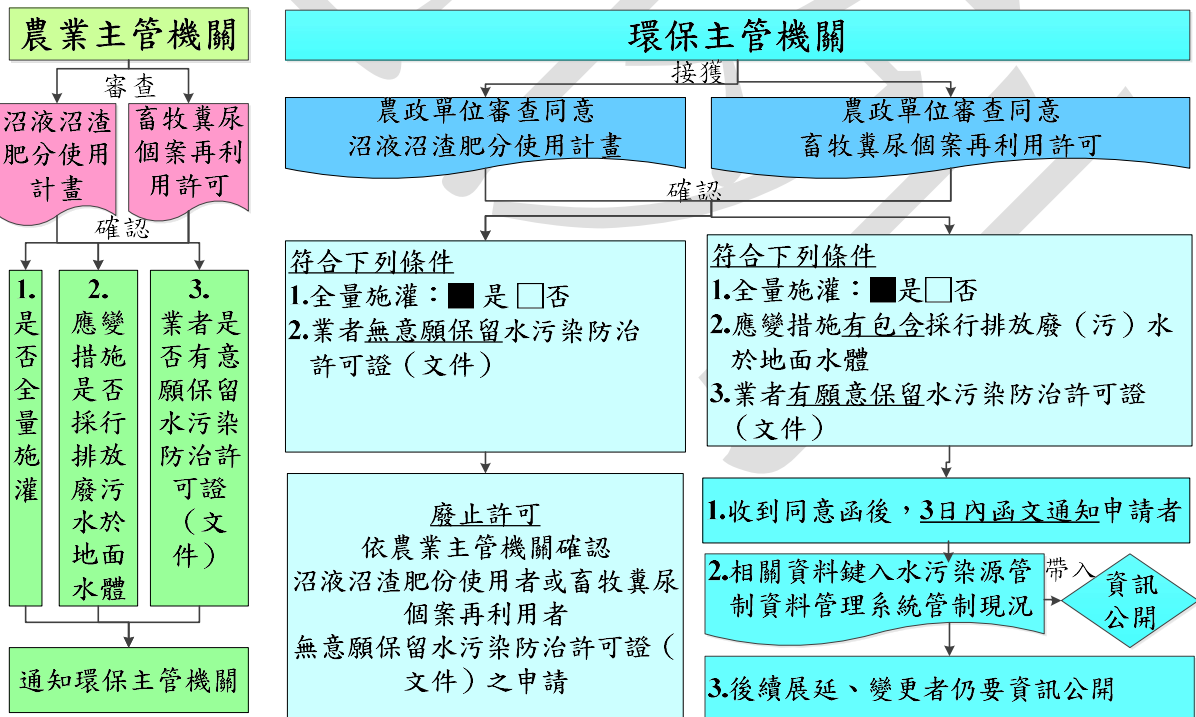 農業主管機關
審查
沼液沼渣
肥分使用
計畫
畜牧糞尿
個案再利
用許可
確認
1.
是
否
全
量
施
灌
2.
應變
措施
是否
採行
排放
廢污
水於
地面
水體
3.
業者是
否有意
願保留
水污染
防治許
可證
（文
件）
通知環保主管機關
環保主管機關
接獲
農政單位審查同意
沼液沼渣肥分使用計畫
農政單位審查同意
畜牧糞尿個案再利用許可
確認
符合下列條件
1.全量施灌：■ 是 □否
2.業者無意願保留水污染防治
許可證（文件）
廢止許可
依農業主管機關確認
沼液沼渣肥份使用者或畜牧糞尿
個案再利用者
無意願保留水污染防治許可證（
文件）之申請
符合下列條件
1.全量施灌：■是□否
2.應變措施有包含採行排放廢（污）水
於地面水體
3.業者有願意保留水污染防治許可證
（文件）
1.收到同意函後，3日內函文通知申請者
2.相關資料鍵入水污染源管
制資料管理系統管制現況
帶入
資訊
公開
3.後續展延、變更者仍要資訊公開